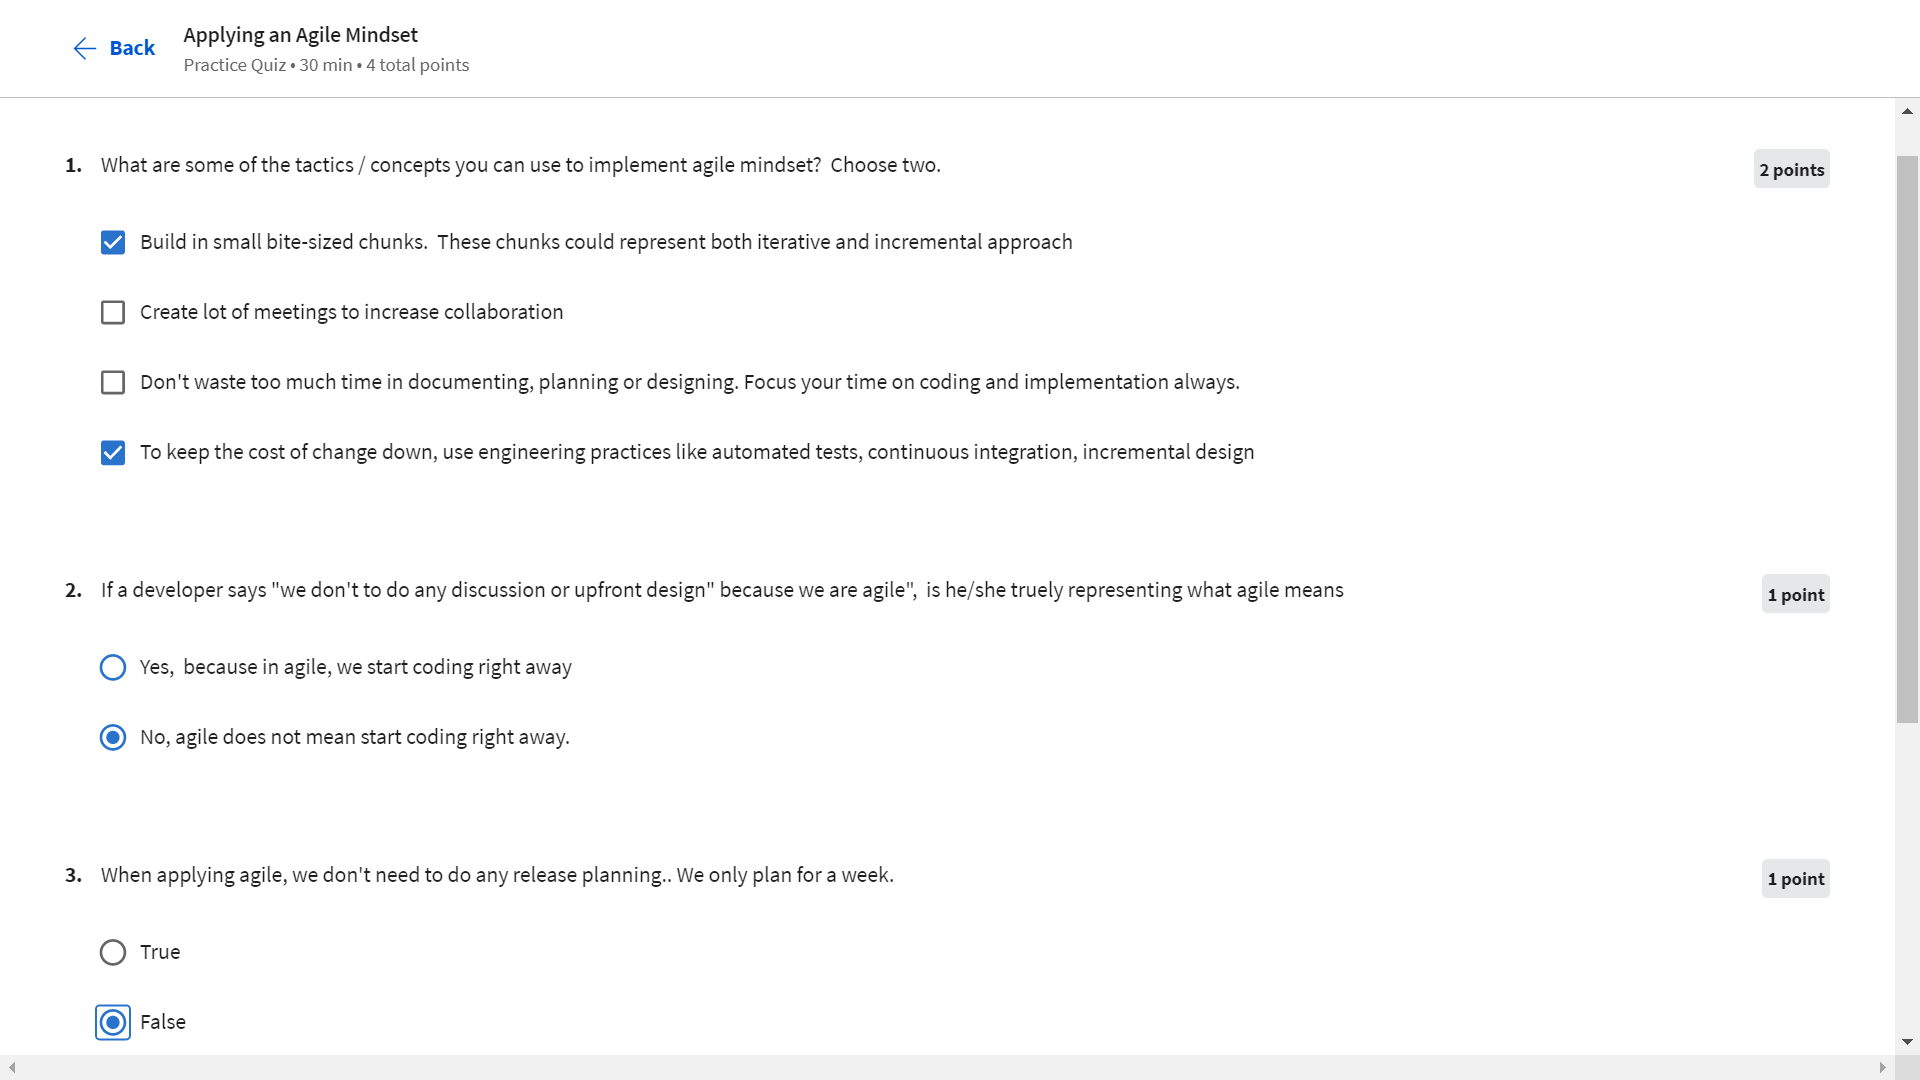 Back
Applying an Agile Mindset
Practice Quiz • 30 min • 4 total points
1. What are some of the tactics / concepts you can use to implement agile mindset?  Choose two.
2 points
Build in small bite-sized chunks.  These chunks could represent both iterative and incremental approach
Create lot of meetings to increase collaboration
Don't waste too much time in documenting, planning or designing. Focus your time on coding and implementation always.
To keep the cost of change down, use engineering practices like automated tests, continuous integration, incremental design
2. If a developer says "we don't to do any discussion or upfront design" because we are agile",  is he/she truely representing what agile means
1 point
Yes,  because in agile, we start coding right away
No, agile does not mean start coding right away.
3. When applying agile, we don't need to do any release planning.. We only plan for a week.
1 point
True
False